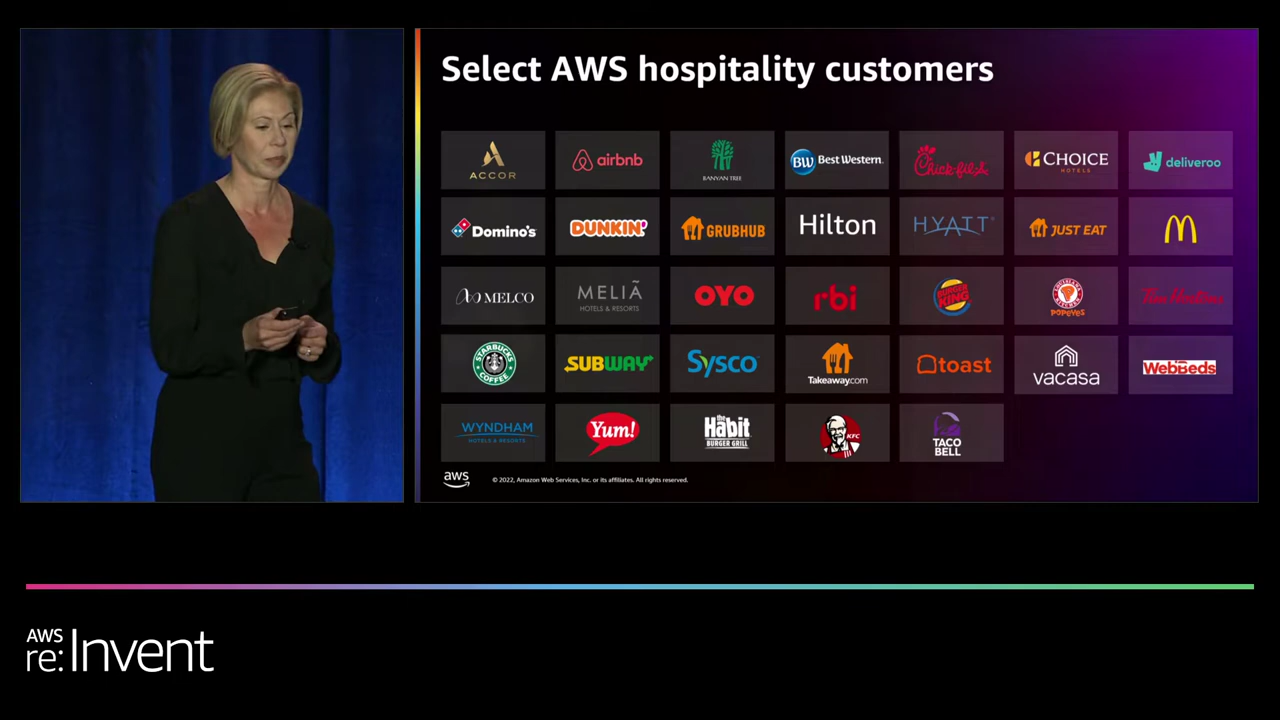 Select AWS hospitality customers
ACCOR
airbnb
BANYAN TREE
BW Best Western.
Chick-fil-A
CHOICE
HOTELS
deliveroo
Domino's
DUNKIN'
GRUBHUB
Hilton
HYATT®
JUST EAT
MELCO
MELIÃ
HOTELS & RESORTS
OYO
rbi
BURGER
KING
LOUISIANA
KITCHEN
POPEYES
Tim Hortons
STARBUCKS
COFFEE
SUBWAY
Sysco
Takeaway.com
toast
vacasa
WebBeds
WYNDHAM
HOTELS & RESORTS
Yum!
the
Habit
BURGER GRILL
KFC
TACO
BELL
aws
© 2022, Amazon Web Services, Inc. or its affiliates. All rights reserved.
AWS
re:Invent